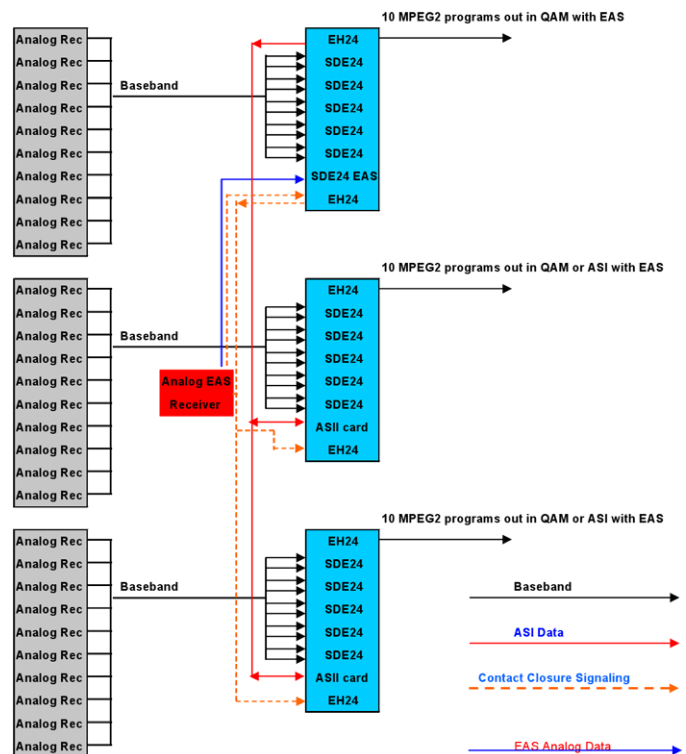 10 MPEG2 programs out in QAM with EAS
Analog Rec
Analog Rec
Analog Rec
Analog Rec
Analog Rec
Analog Rec
Analog Rec
Analog Rec
Analog Rec
Analog Rec
Baseband
EH24
SDE24
SDE24
SDE24
SDE24
SDE24
SDE24 EAS
EH24
10 MPEG2 programs out in QAM or ASI with EAS
Analog Rec
Analog Rec
Analog Rec
Analog Rec
Analog Rec
Analog Rec
Analog Rec
Analog Rec
Analog Rec
Analog Rec
Baseband
Analog EAS
Receiver
EH24
SDE24
SDE24
SDE24
SDE24
SDE24
ASII card
EH24
10 MPEG2 programs out in QAM or ASI with EAS
Analog Rec
Analog Rec
Analog Rec
Analog Rec
Analog Rec
Analog Rec
Analog Rec
Analog Rec
Analog Rec
Analog Rec
Baseband
EH24
SDE24
SDE24
SDE24
SDE24
SDE24
ASII card
EH24
Baseband
ASI Data
Contact Closure Signaling
EAS Analog Data